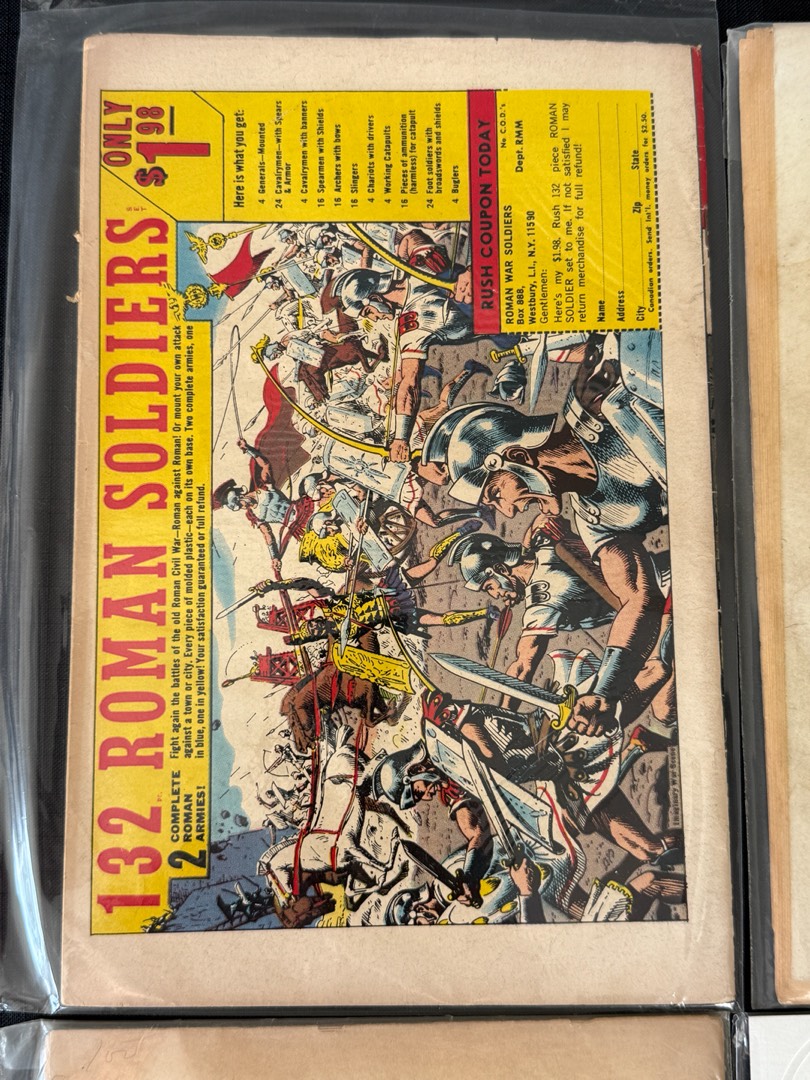 132 PC. ROMAN SOLDIERS SET
ONLY
$1.98
2 COMPLETE
ROMAN
ARMIES!
Fight again the battles of the old Roman Civil War—Roman against Roman! Or mount your own attack
against a town or city. Every piece of molded plastic—each on its own base. Two complete armies, one
in blue, one in yellow! Your satisfaction guaranteed or full refund.
Here is what you get:
4 Generals—Mounted
24 Cavalrymen—with Spears
& Armor
4 Cavalrymen with banners
16 Spearmen with Shields
16 Archers with bows
16 Slingers
4 Chariots with drivers
4 Working Catapults
16 Pieces of ammunition
(harmless) for catapult
24 Foot soldiers with
broadswords and shields
4 Buglers
RUSH COUPON TODAY
ROMAN WAR SOLDIERS
No C.O.D.'s
Box 888,
Dept. RMM
Westbury, L.I., N.Y. 11590
Gentlemen:
Here's my $1.98. Rush 132 piece ROMAN
SOLDIER set to me. If not satisfied I may
return merchandise for full refund!
Name
Address
City Zip State
Canadian orders. Send Int'l. money orders for $2.50.